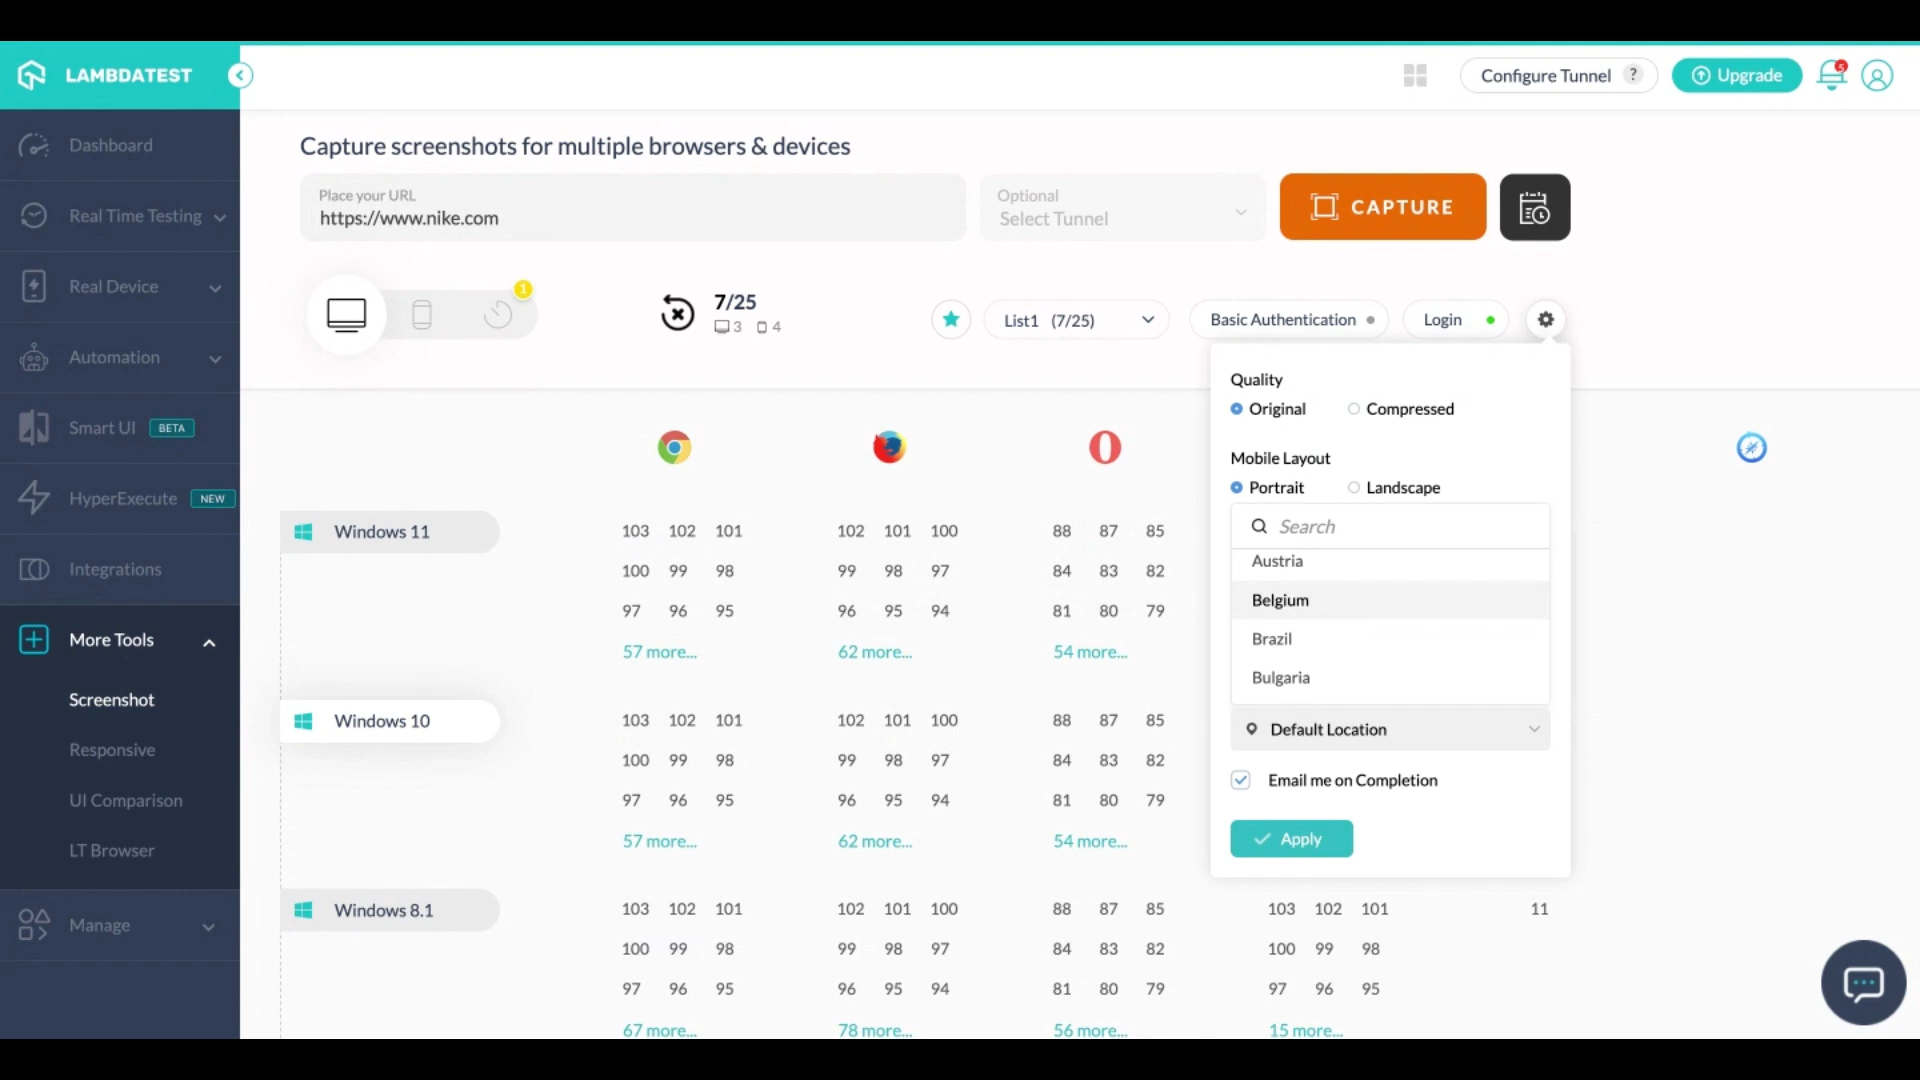 LAMBDATEST
Configure Tunnel ?
Upgrade
5
Dashboard
Real Time Testing
Real Device
Automation
Smart UI BETA
HyperExecute NEW
Integrations
More Tools
Screenshot
Responsive
UI Comparison
LT Browser
Manage
Capture screenshots for multiple browsers & devices
Place your URL
https://www.nike.com
Optional
Select Tunnel
CAPTURE
1
7/25
3 4
List1 (7/25)
Basic Authentication
Login
Quality
Original Compressed
Mobile Layout
Portrait Landscape
Search
Austria
Belgium
Brazil
Bulgaria
Default Location
Email me on Completion
Apply
Windows 11
103 102 101 102 101 100 88 87 85
100 99 98 99 98 97 84 83 82
97 96 95 96 95 94 81 80 79
57 more... 62 more... 54 more...
Windows 10
103 102 101 102 101 100 88 87 85
100 99 98 99 98 97 84 83 82
97 96 95 96 95 94 81 80 79
57 more... 62 more... 54 more...
Windows 8.1
103 102 101 102 101 100 88 87 85 103 102 101 11
100 99 98 99 98 97 84 83 82 100 99 98
97 96 95 96 95 94 81 80 79 97 96 95
67 more... 78 more... 56 more... 15 more...